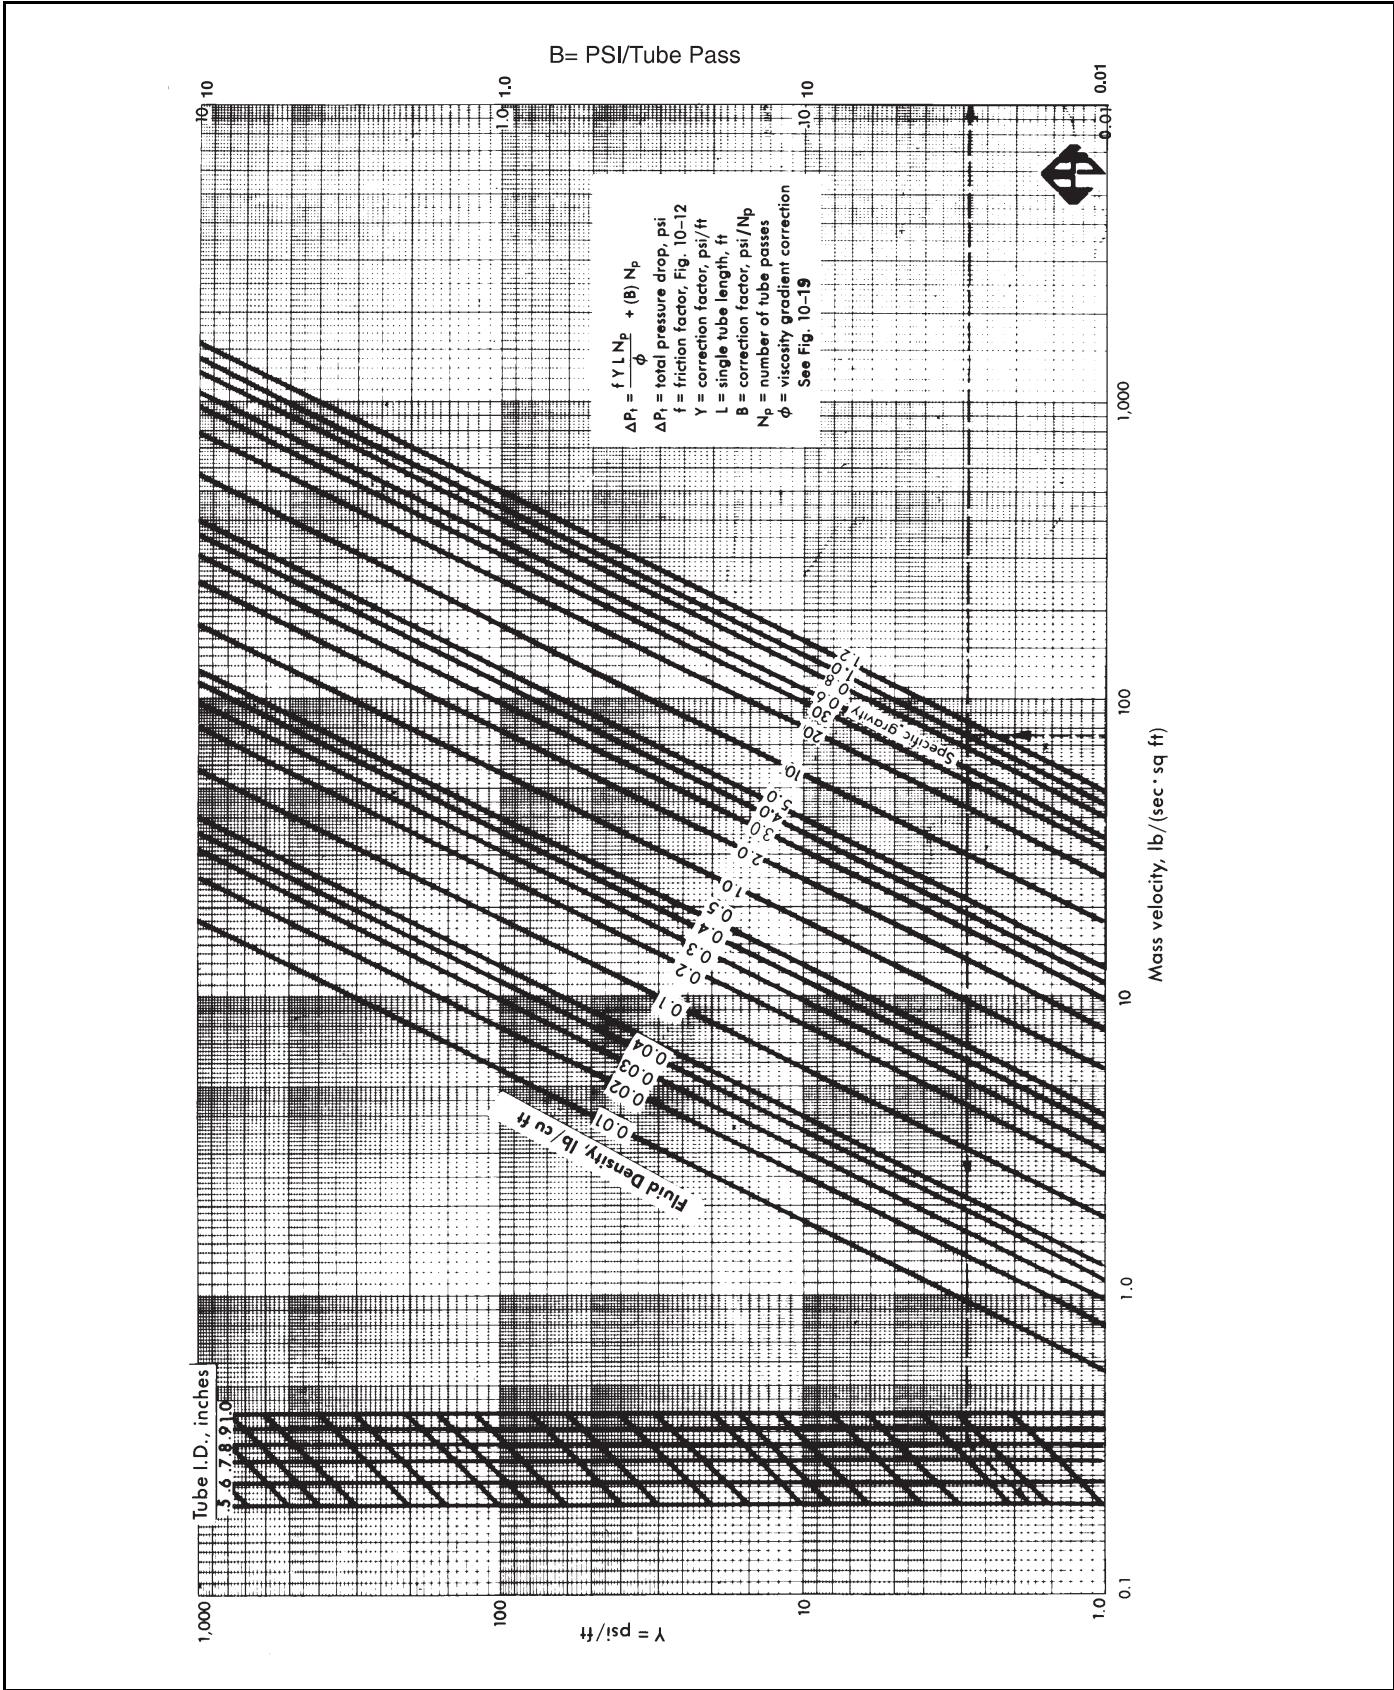 B= PSI/Tube Pass
10
1.0
10
0.01
10
1.0
.10
0.01
ΔPt = f Y L Np / φ + (B) Np
ΔPt = total pressure drop, psi
f = friction factor, Fig. 10–12
Y = correction factor, psi/ft
L = single tube length, ft
B = correction factor, psi/Np
Np = number of tube passes
φ = viscosity gradient correction
See Fig. 10–19
1.2
1.0
0.8
0.6
Specific gravity
30
20
10
5.0
4.0
3.0
2.0
1.0
0.5
0.4
0.3
0.2
0.1
0.04
0.03
0.02
0.01
Fluid Density, lb/cu ft
Tube I.D., inches
.5 .6 .7 .8 .9 1.0
1,000
100
10
1.0
Y = psi/ft
0.1
1.0
10
100
1,000
Mass velocity, lb/(sec · sq ft)